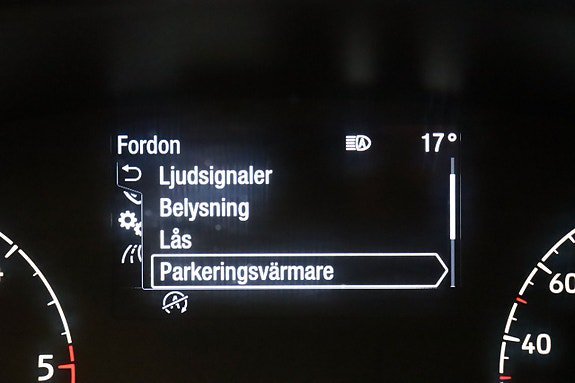 Fordon 17°
Ljudsignaler
Belysning
Lås
Parkeringsvärmare
5
40
60